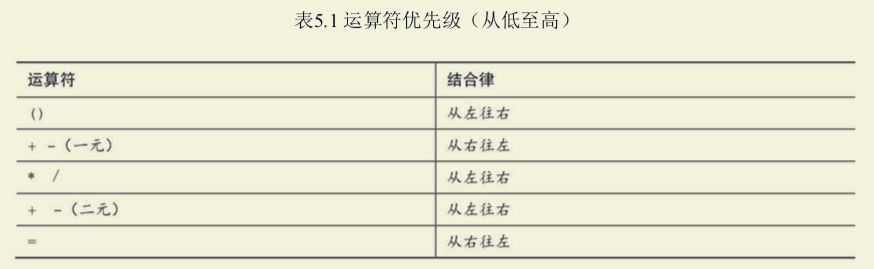 表5.1 运算符优先级（从低至高）
运算符 结合律
() 从左往右
+ -（一元） 从右往左
* / 从左往右
+ -（二元） 从左往右
= 从右往左